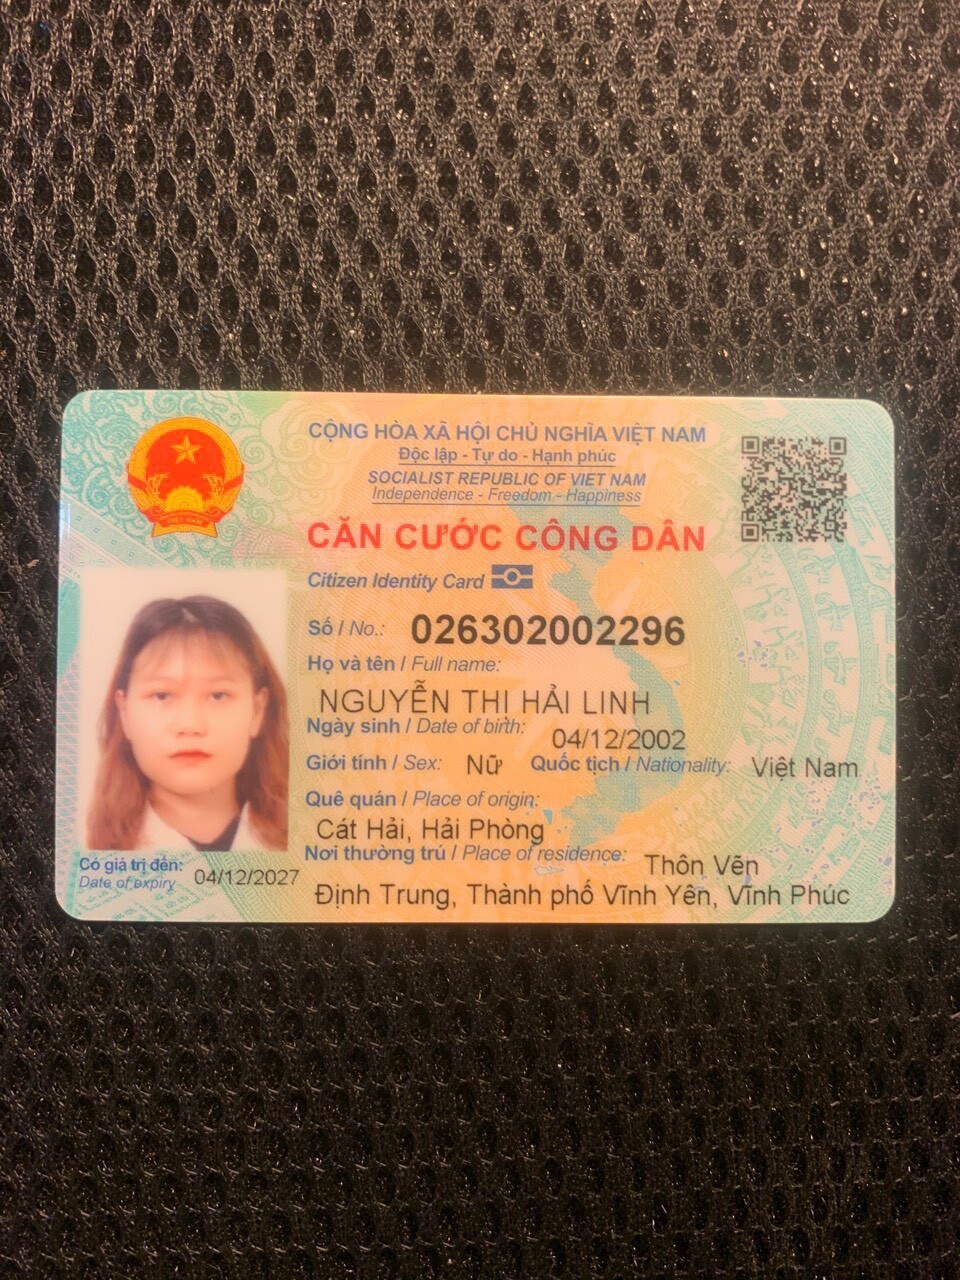 CỘNG HÒA XÃ HỘI CHỦ NGHĨA VIỆT NAM
Độc lập - Tự do - Hạnh phúc
SOCIALIST REPUBLIC OF VIET NAM
Independence - Freedom - Happiness
CĂN CƯỚC CÔNG DÂN
Citizen Identity Card
Số / No.: 026302002296
Họ và tên / Full name:
NGUYỄN THỊ HẢI LINH
Ngày sinh / Date of birth: 04/12/2002
Giới tính / Sex: Nữ Quốc tịch / Nationality: Việt Nam
Quê quán / Place of origin:
Cát Hải, Hải Phòng
Nơi thường trú / Place of residence: Thôn Vẽn
Định Trung, Thành phố Vĩnh Yên, Vĩnh Phúc
Có giá trị đến: 04/12/2027
Date of expiry